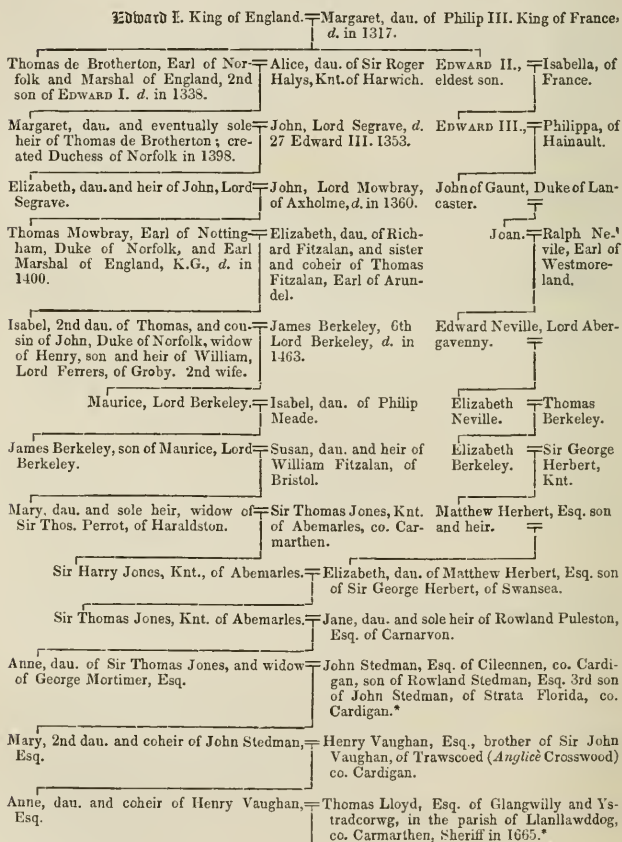 Edward I. King of England.
Margaret, dau. of Philip III. King of France,
d. in 1317.
Thomas de Brotherton, Earl of Nor-
folk and Marshal of England, 2nd
son of EDWARD I. d. in 1338.
Alice, dau. of Sir Roger
Halys, Knt. of Harwich.
EDWARD II.,
eldest son.
Isabella, of
France.
Margaret, dau. and eventually sole
heir of Thomas de Brotherton; cre-
ated Duchess of Norfolk in 1398.
John, Lord Segrave, d.
27 Edward III. 1353.
EDWARD III.,
Philippa, of
Hainault.
Elizabeth, dau. and heir of John, Lord
Segrave.
John, Lord Mowbray,
of Axholme, d. in 1360.
John of Gaunt, Duke of Lan-
caster.
Thomas Mowbray, Earl of Notting-
ham, Duke of Norfolk, and Earl
Marshal of England, K.G., d. in
1400.
Elizabeth, dau. of Rich-
ard Fitzalan, and sister
and coheir of Thomas
Fitzalan, Earl of Arun-
del.
Joan.
Ralph Ne-
vile, Earl of
Westmore-
land.
Isabel, 2nd dau. of Thomas, and cou-
sin of John, Duke of Norfolk, widow
of Henry, son and heir of William,
Lord Ferrers, of Groby. 2nd wife.
James Berkeley, 6th
Lord Berkeley, d. in
1463.
Edward Neville, Lord Aber-
gavenny.
Maurice, Lord Berkeley.
Isabel, dau. of Philip
Meade.
Elizabeth
Neville.
Thomas
Berkeley.
James Berkeley, son of Maurice, Lord
Berkeley.
Susan, dau. and heir of
William Fitzalan, of
Bristol.
Elizabeth
Berkeley.
Sir George
Herbert,
Knt.
Mary, dau. and sole heir, widow of
Sir Thos. Perrot, of Haraldston.
Sir Thomas Jones, Knt.
of Abemarles, co. Car-
marthen.
Matthew Herbert, Esq. son
and heir.
Sir Harry Jones, Knt., of Abemarles.
Elizabeth, dau. of Matthew Herbert, Esq. son
of Sir George Herbert, of Swansea.
Sir Thomas Jones, Knt. of Abemarles.
Jane, dau. and sole heir of Rowland Puleston,
Esq. of Carnarvon.
Anne, dau. of Sir Thomas Jones, and widow
of George Mortimer, Esq.
John Stedman, Esq. of Cilcennen, co. Cardi-
gan, son of Rowland Stedman, Esq. 3rd son
of John Stedman, of Strata Florida, co.
Cardigan.*
Mary, 2nd dau. and coheir of John Stedman,
Esq.
Henry Vaughan, Esq., brother of Sir John
Vaughan, of Trawscoed (Anglicè Crosswood)
co. Cardigan.
Anne, dau. and coheir of Henry Vaughan,
Esq.
Thomas Lloyd, Esq. of Glangwilly and Ys-
tradcorwg, in the parish of Llanllawddog,
co. Carmarthen, Sheriff in 1665.*